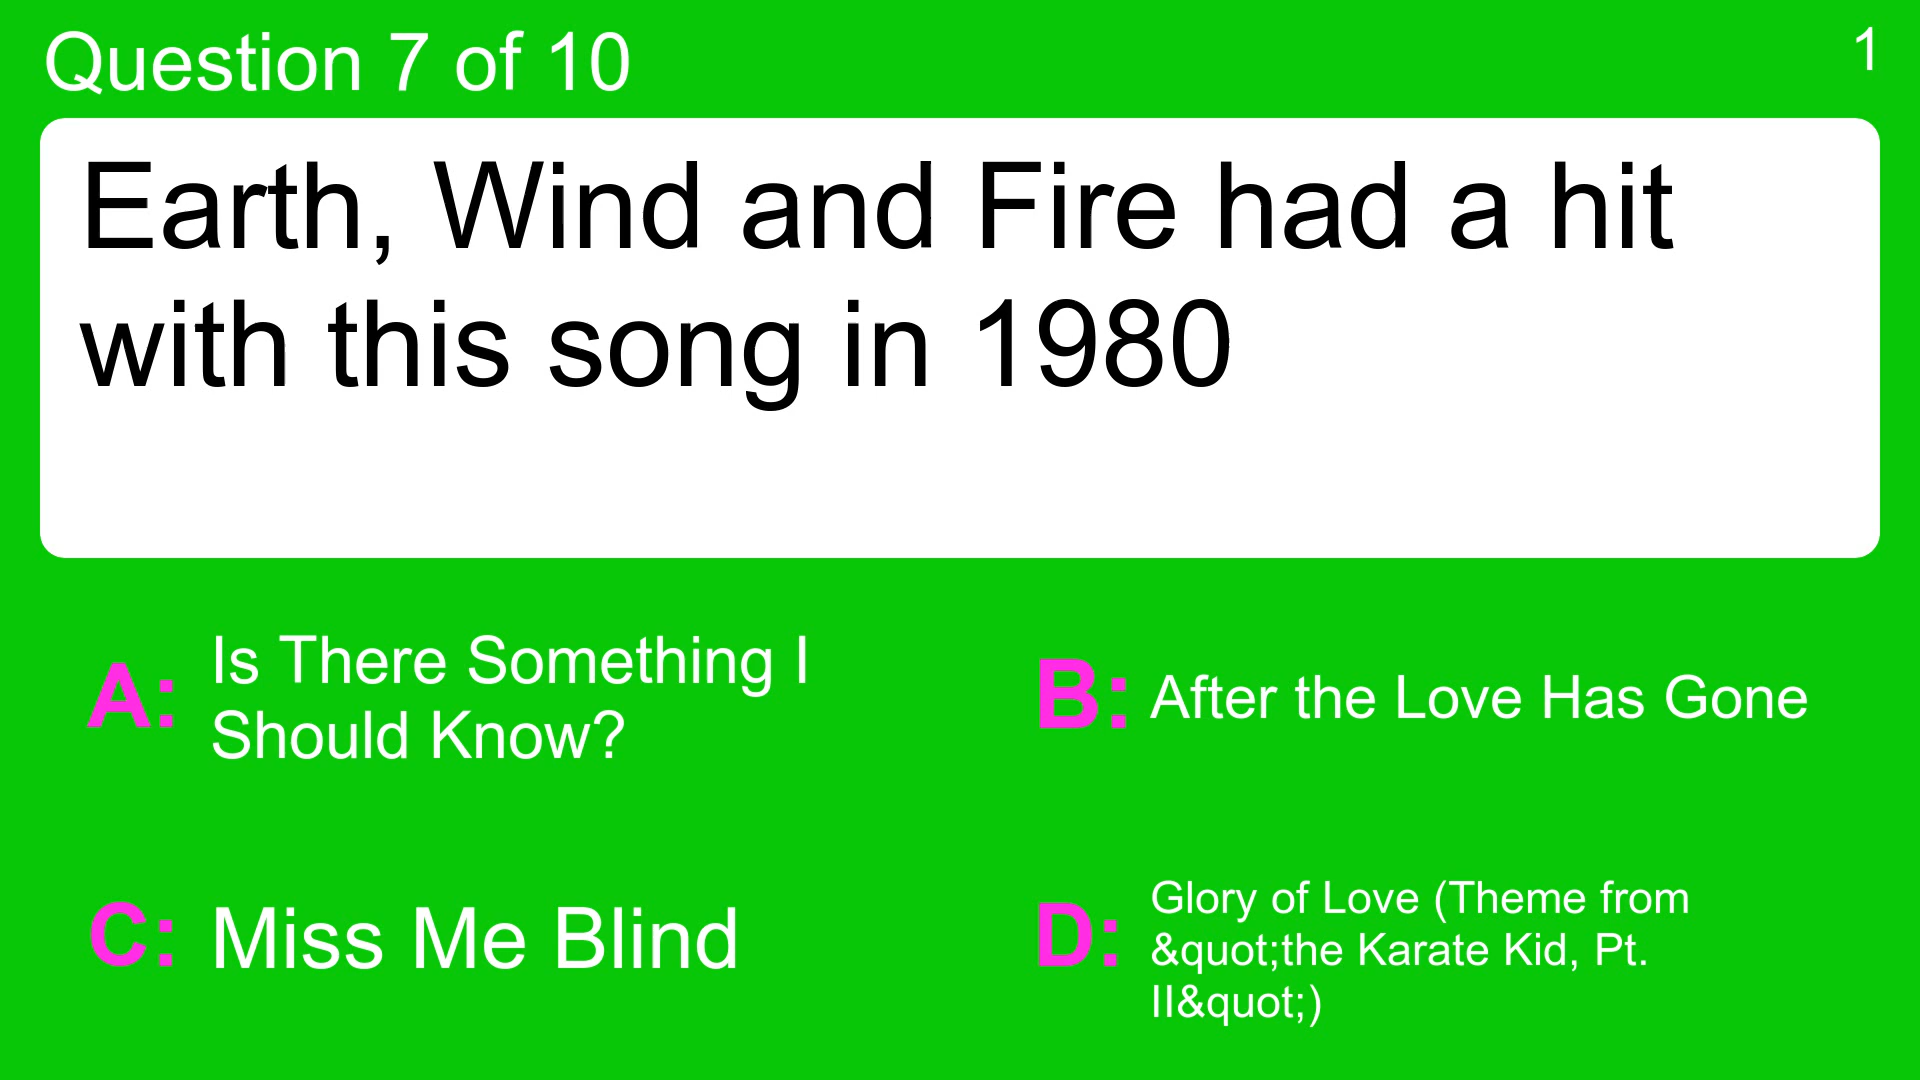 Question 7 of 10
1
Earth, Wind and Fire had a hit
with this song in 1980
A:
Is There Something I
Should Know?
B:
After the Love Has Gone
C:
Miss Me Blind
D:
Glory of Love (Theme from
&quot;the Karate Kid, Pt.
II&quot;)